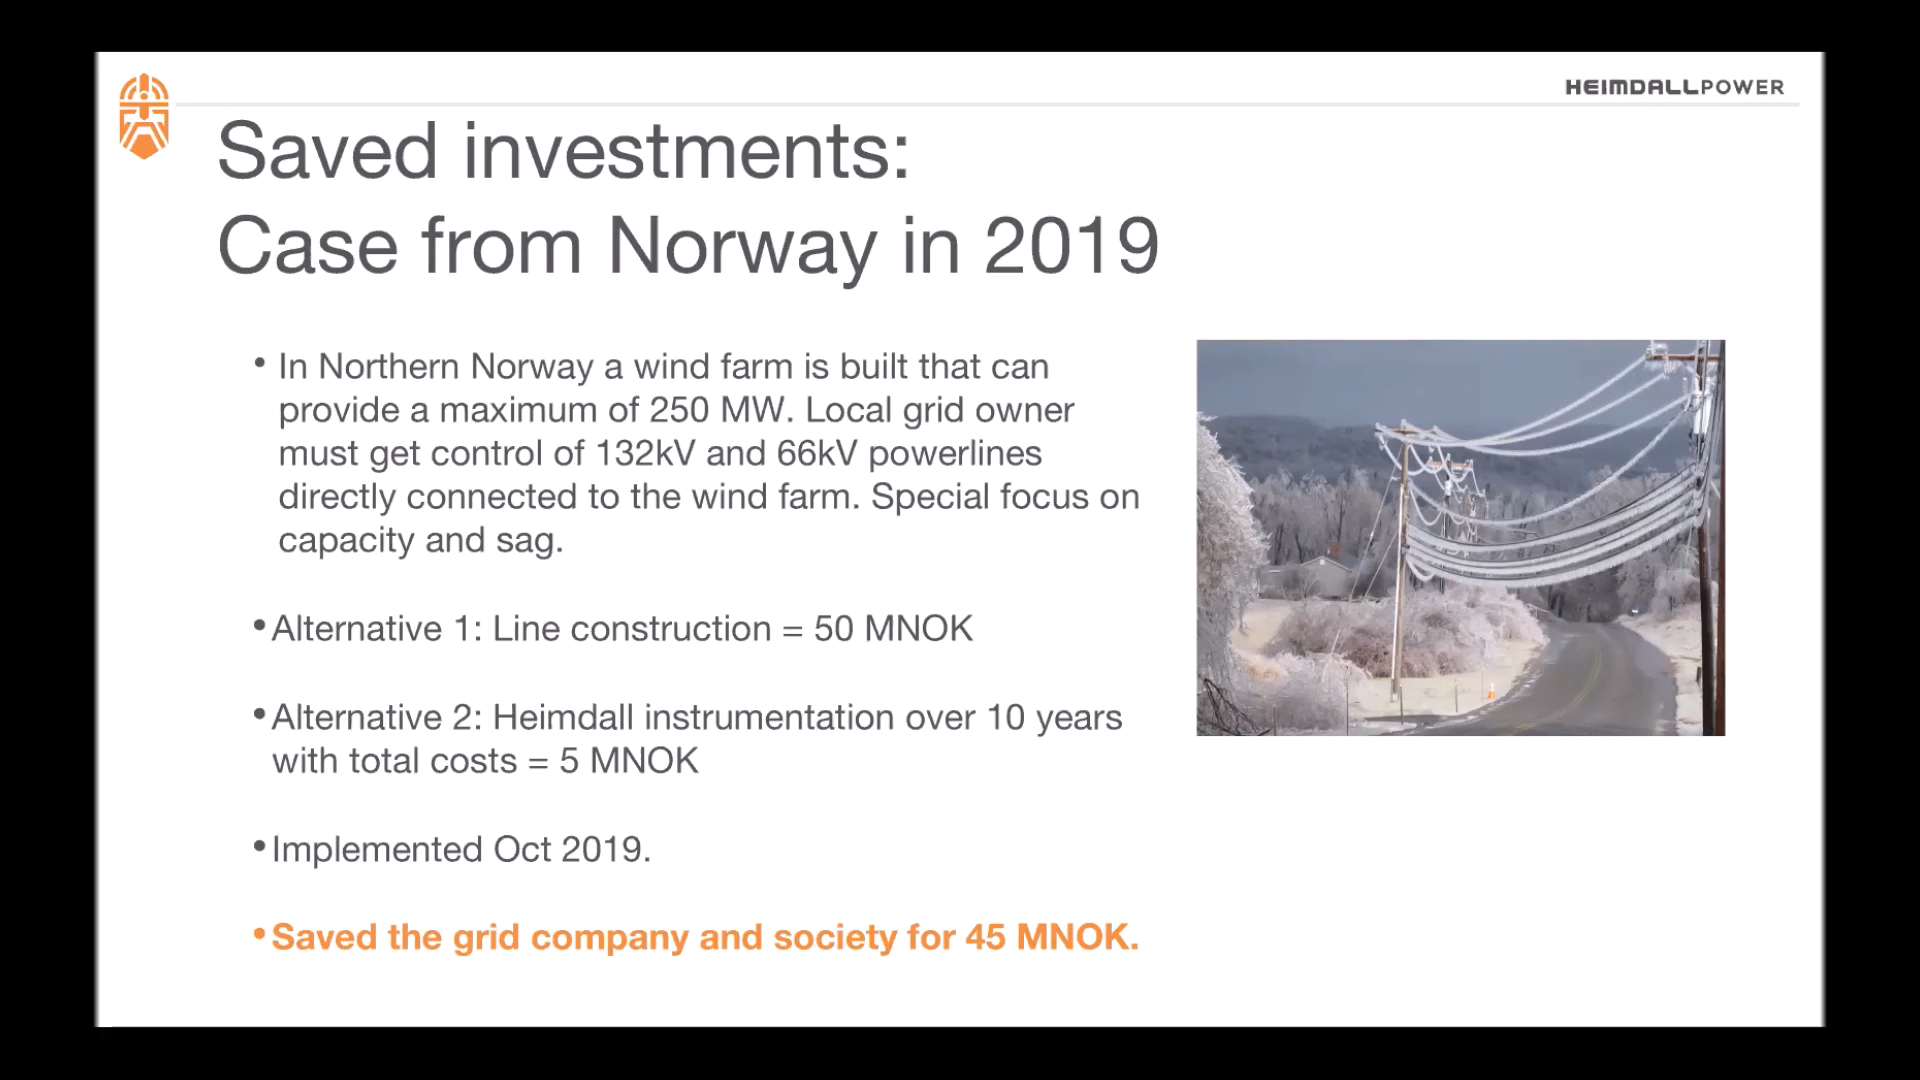 HEIMDALLPOWER
Saved investments:
Case from Norway in 2019
• In Northern Norway a wind farm is built that can
provide a maximum of 250 MW. Local grid owner
must get control of 132kV and 66kV powerlines
directly connected to the wind farm. Special focus on
capacity and sag.
• Alternative 1: Line construction = 50 MNOK
• Alternative 2: Heimdall instrumentation over 10 years
with total costs = 5 MNOK
• Implemented Oct 2019.
• Saved the grid company and society for 45 MNOK.